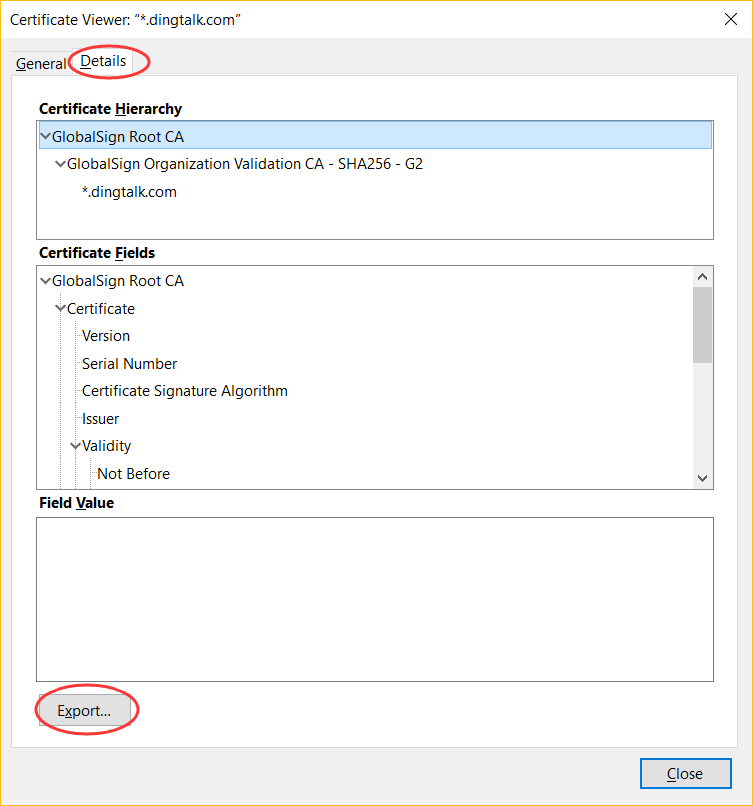 Certificate Viewer: “*.dingtalk.com”
General Details
Certificate Hierarchy
GlobalSign Root CA
GlobalSign Organization Validation CA - SHA256 - G2
*.dingtalk.com
Certificate Fields
GlobalSign Root CA
Certificate
Version
Serial Number
Certificate Signature Algorithm
Issuer
Validity
Not Before
Field Value
Export...
Close